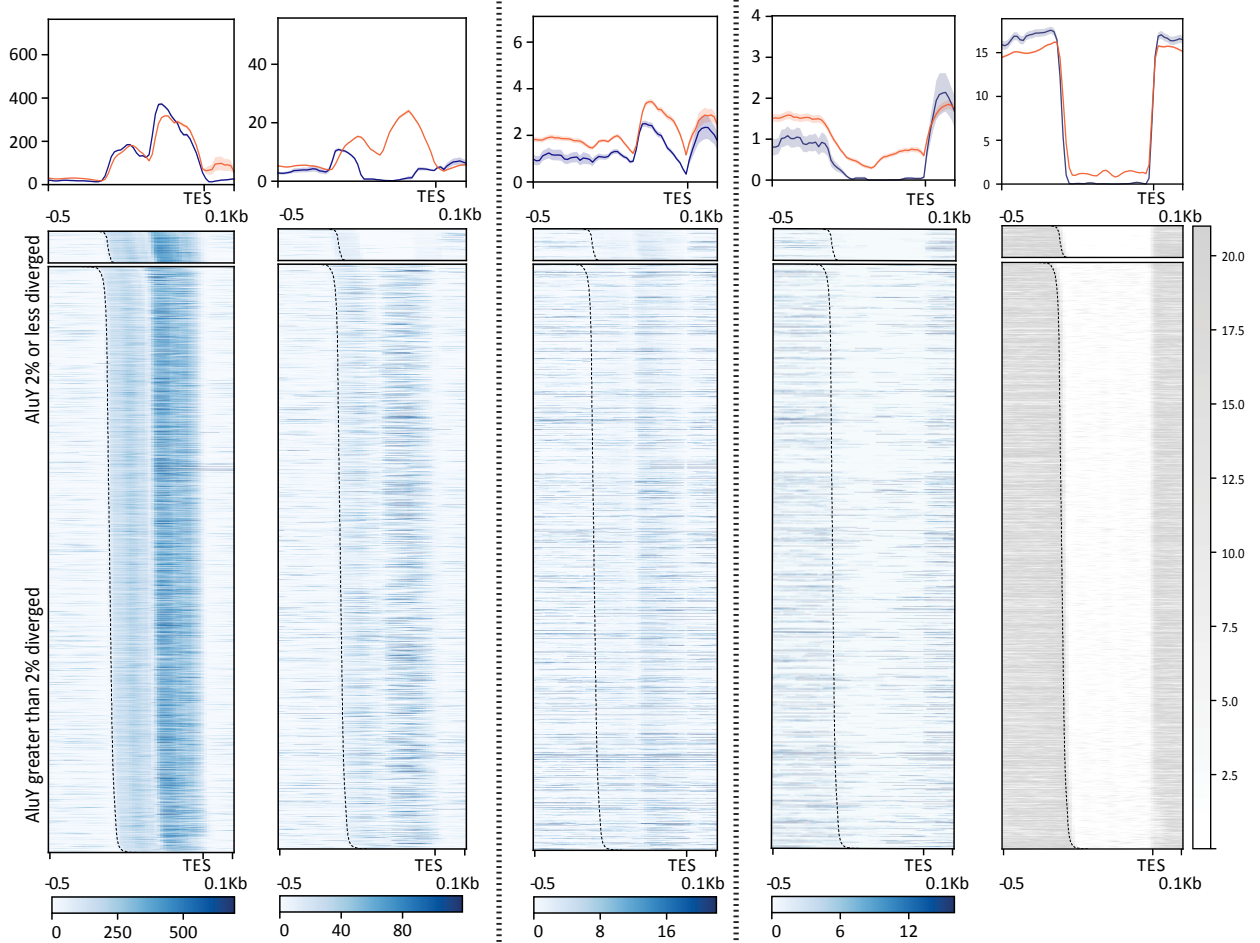 600
400
200
0
TES
-0.5
0.1Kb
40
20
0
TES
-0.5
0.1Kb
6
4
2
0
TES
-0.5
0.1Kb
4
3
2
1
0
TES
-0.5
0.1Kb
15
10
5
0
TES
-0.5
0.1Kb
AluY 2% or less diverged
AluY greater than 2% diverged
20.0
17.5
15.0
12.5
10.0
7.5
5.0
2.5
TES
-0.5
0.1Kb
0 250 500
TES
-0.5
0.1Kb
0 40 80
TES
-0.5
0.1Kb
0 8 16
TES
-0.5
0.1Kb
0 6 12
TES
-0.5
0.1Kb